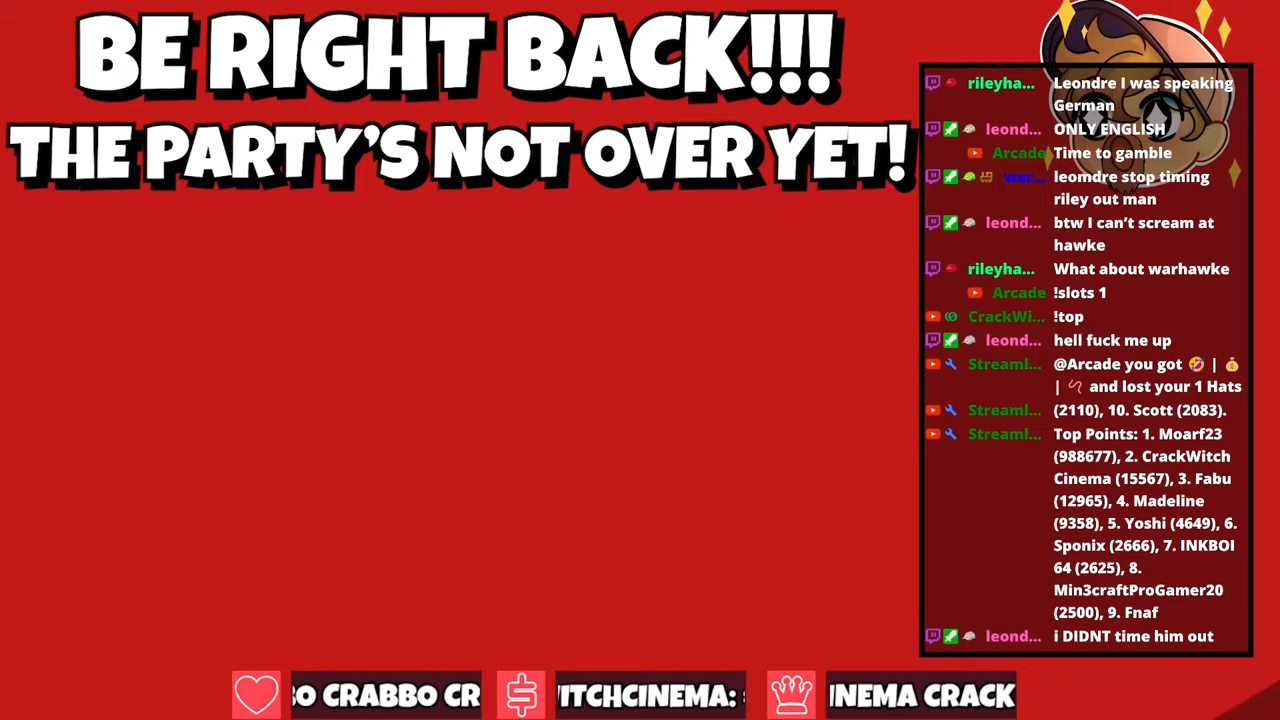 BE RIGHT BACK!!!
THE PARTY'S NOT OVER YET!
rileyha... Leondre I was speaking
German
leond... ONLY ENGLISH
Arcade Time to gamble
war... leomdre stop timing
riley out man
leond... btw I can't scream at
hawke
rileyha... What about warhawke
Arcade !slots 1
CrackWi... !top
leond... hell fuck me up
Streaml... @Arcade you got 🤣 | 💰
| 🪱 and lost your 1 Hats
Streaml... (2110), 10. Scott (2083).
Streaml... Top Points: 1. Moarf23
(988677), 2. CrackWitch
Cinema (15567), 3. Fabu
(12965), 4. Madeline
(9358), 5. Yoshi (4649), 6.
Sponix (2666), 7. INKBOI
64 (2625), 8.
Min3craftProGamer20
(2500), 9. Fnaf
leond... i DIDNT time him out
BO CRABBO CR
WITCHCINEMA:
INEMA CRACK